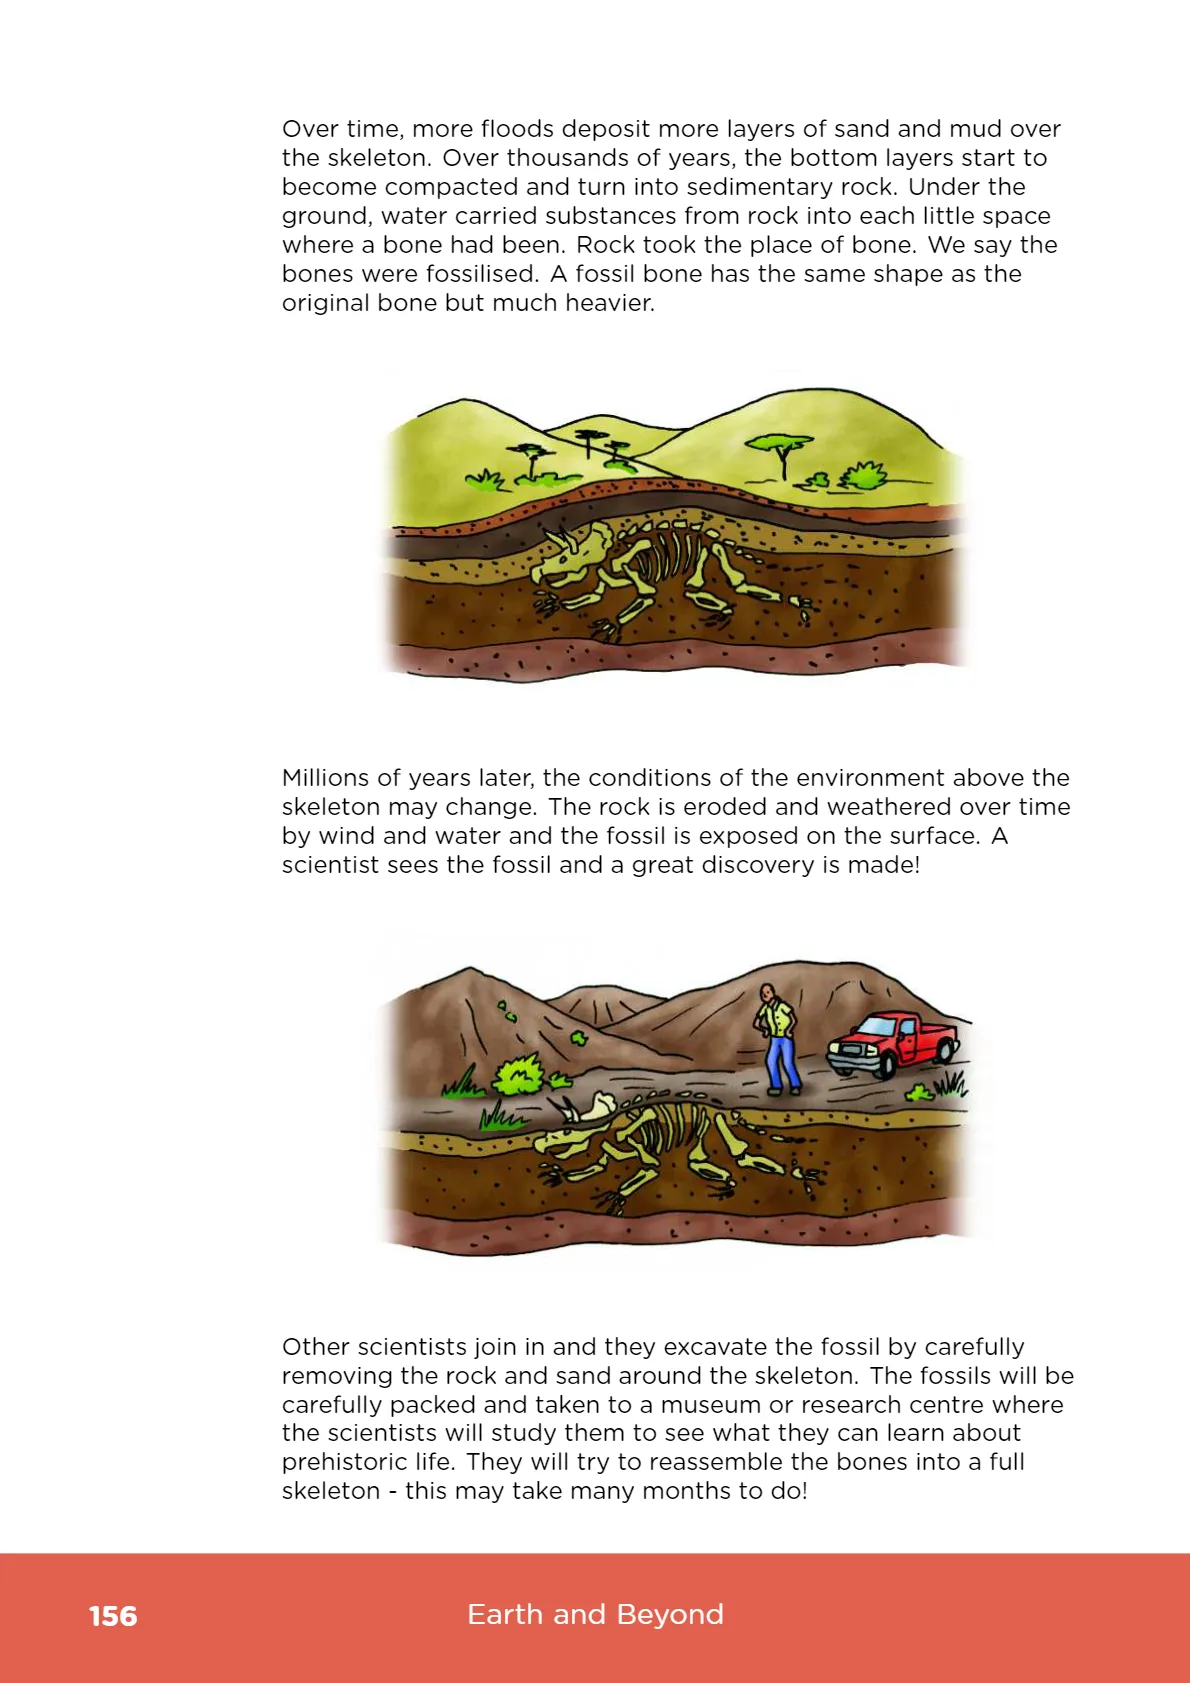 Over time, more floods deposit more layers of sand and mud over
the skeleton. Over thousands of years, the bottom layers start to
become compacted and turn into sedimentary rock. Under the
ground, water carried substances from rock into each little space
where a bone had been. Rock took the place of bone. We say the
bones were fossilised. A fossil bone has the same shape as the
original bone but much heavier.
Millions of years later, the conditions of the environment above the
skeleton may change. The rock is eroded and weathered over time
by wind and water and the fossil is exposed on the surface. A
scientist sees the fossil and a great discovery is made!
Other scientists join in and they excavate the fossil by carefully
removing the rock and sand around the skeleton. The fossils will be
carefully packed and taken to a museum or research centre where
the scientists will study them to see what they can learn about
prehistoric life. They will try to reassemble the bones into a full
skeleton - this may take many months to do!
156
Earth and Beyond